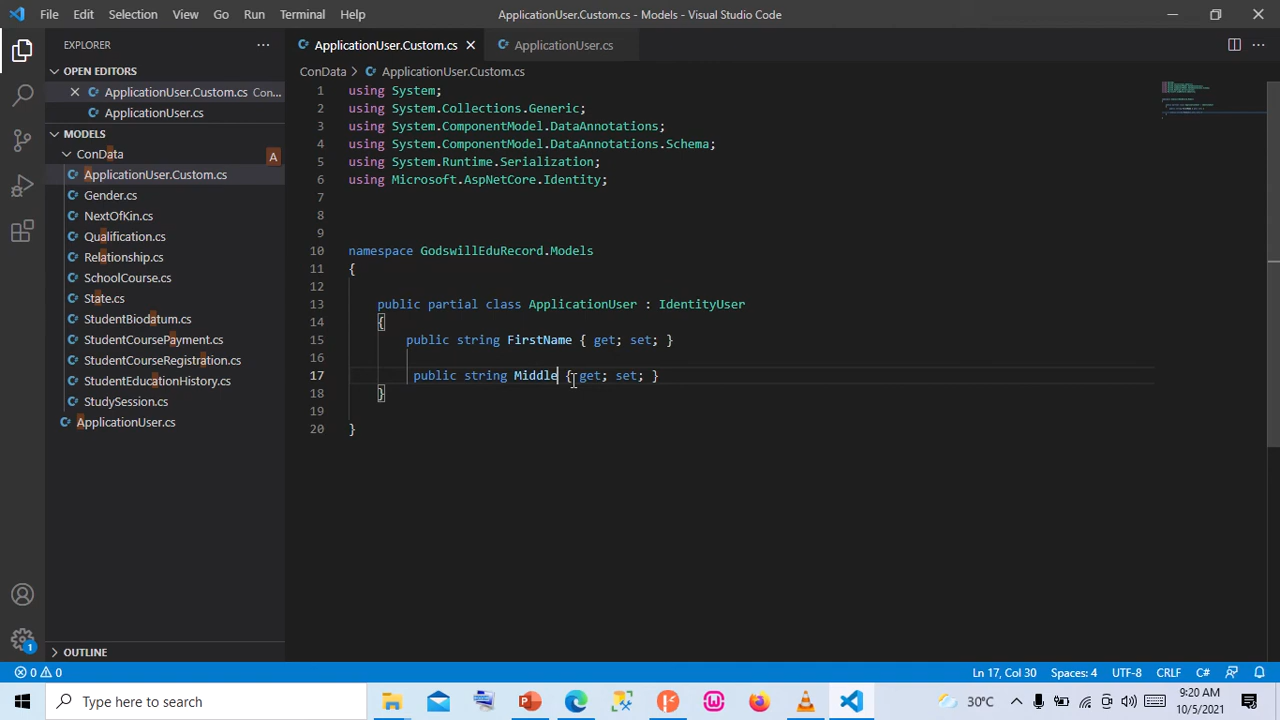 File Edit Selection View Go Run Terminal Help
ApplicationUser.Custom.cs - Models - Visual Studio Code
EXPLORER
OPEN EDITORS
ApplicationUser.Custom.cs Con...
ApplicationUser.cs
MODELS
ConData A
ApplicationUser.Custom.cs
Gender.cs
NextOfKin.cs
Qualification.cs
Relationship.cs
SchoolCourse.cs
State.cs
StudentBiodatum.cs
StudentCoursePayment.cs
StudentCourseRegistration.cs
StudentEducationHistory.cs
StudySession.cs
ApplicationUser.cs
OUTLINE
ApplicationUser.Custom.cs ApplicationUser.cs
ConData > ApplicationUser.Custom.cs
1 using System;
2 using System.Collections.Generic;
3 using System.ComponentModel.DataAnnotations;
4 using System.ComponentModel.DataAnnotations.Schema;
5 using System.Runtime.Serialization;
6 using Microsoft.AspNetCore.Identity;
7
8
9
10 namespace GodswillEduRecord.Models
11 {
12
13 public partial class ApplicationUser : IdentityUser
14 {
15 public string FirstName { get; set; }
16
17 public string Middle { get; set; }
18 }
19
20 }
1
0 0 Ln 17, Col 30 Spaces: 4 UTF-8 CRLF C#
Type here to search
30°C
9:20 AM
10/5/2021